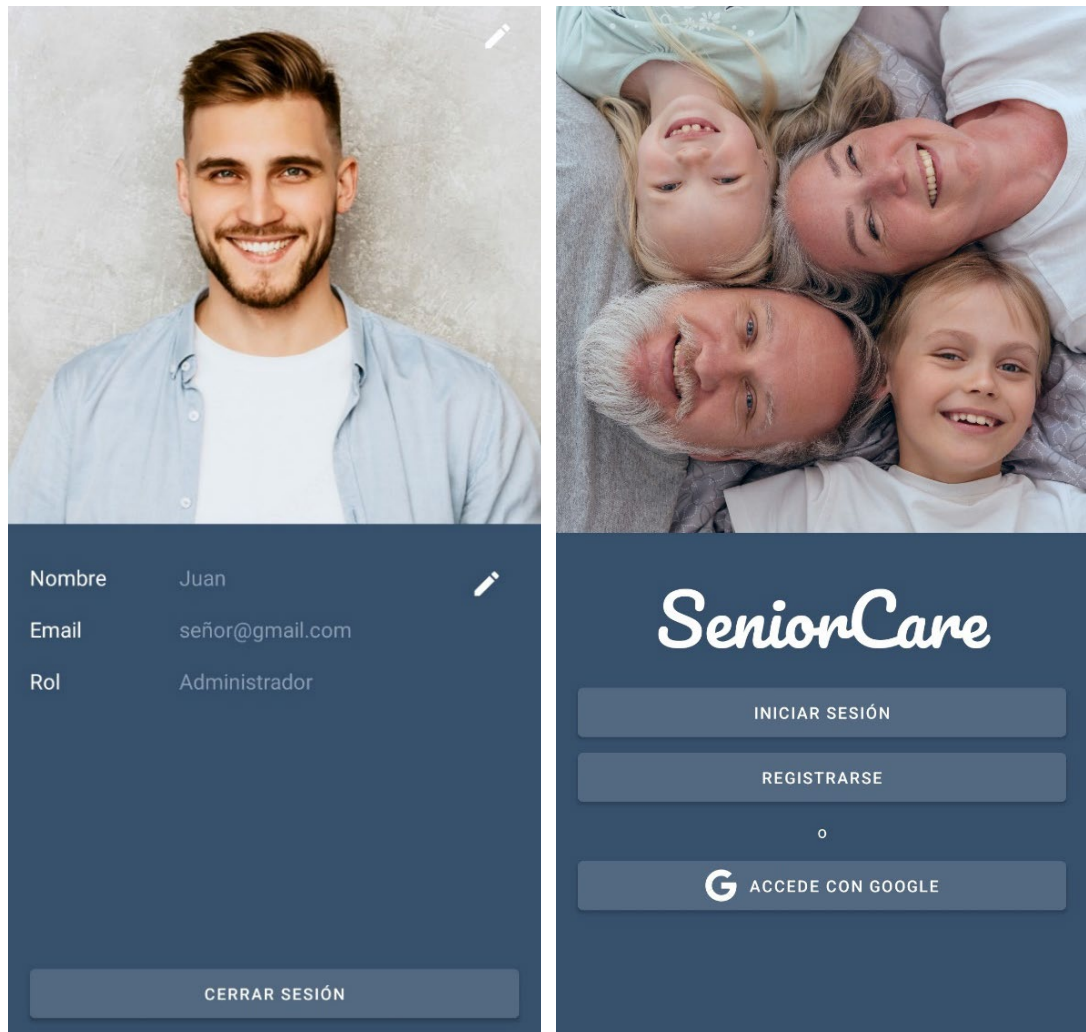 Nombre Juan
Email señor@gmail.com
Rol Administrador
CERRAR SESIÓN
SeniorCare
INICIAR SESIÓN
REGISTRARSE
o
G ACCEDE CON GOOGLE